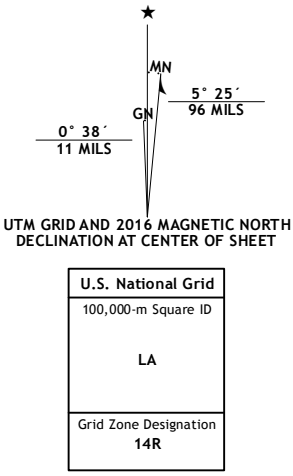 ★
MN
GN
5° 25´
96 MILS
0° 38´
11 MILS
UTM GRID AND 2016 MAGNETIC NORTH
DECLINATION AT CENTER OF SHEET
U.S. National Grid
100,000-m Square ID
LA
Grid Zone Designation
14R